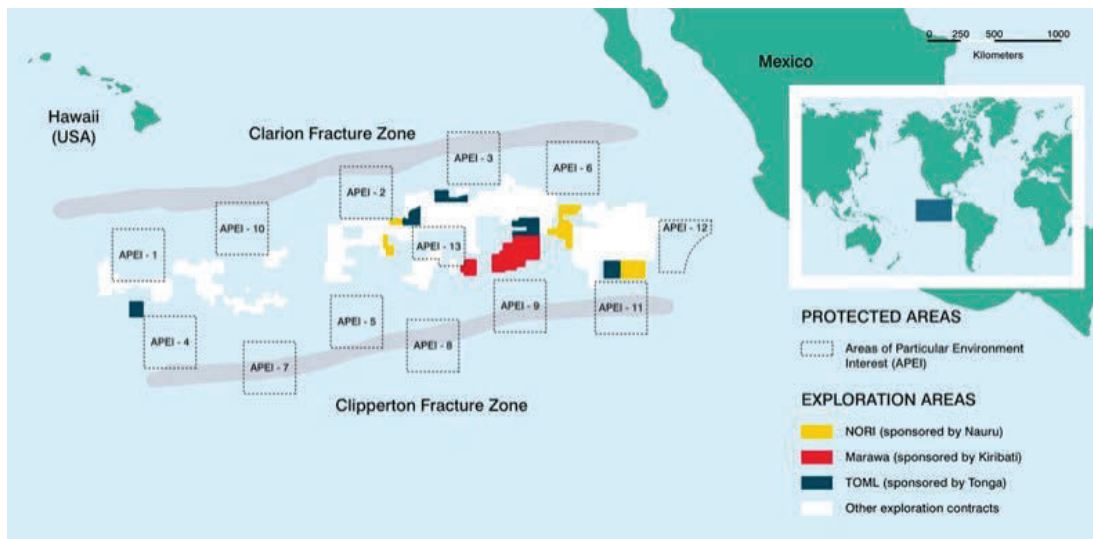 0 250 500 1000
Kilometers
Mexico
Hawaii
(USA)
Clarion Fracture Zone
APEI - 3
APEI - 6
APEI - 2
APEI - 10
APEI - 12
APEI - 1
APEI - 13
APEI - 9
APEI - 11
APEI - 5
APEI - 4
APEI - 8
APEI - 7
Clipperton Fracture Zone
PROTECTED AREAS
Areas of Particular Environment
Interest (APEI)
EXPLORATION AREAS
NORI (sponsored by Nauru)
Marawa (sponsored by Kiribati)
TOML (sponsored by Tonga)
Other exploration contracts